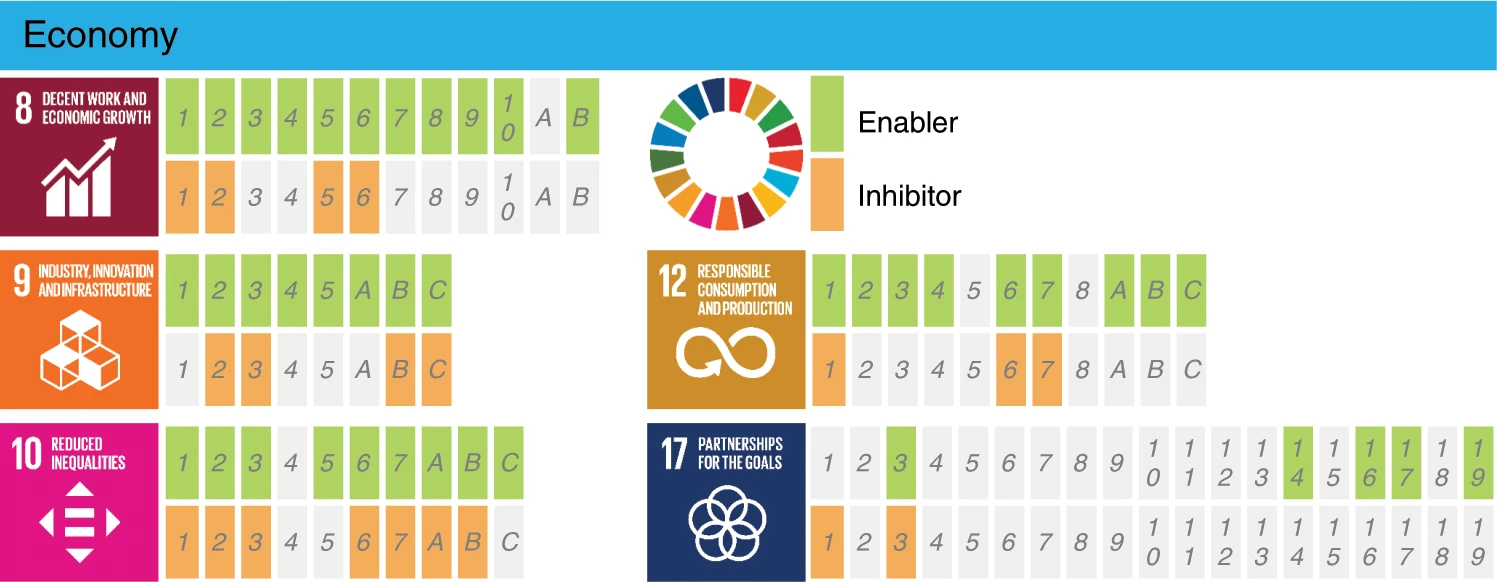 Economy
8 DECENT WORK AND
ECONOMIC GROWTH
1 2 3 4 5 6 7 8 9 10 A B
1 2 3 4 5 6 7 8 9 10 A B
Enabler
Inhibitor
9 INDUSTRY, INNOVATION
AND INFRASTRUCTURE
1 2 3 4 5 A B C
1 2 3 4 5 A B C
12 RESPONSIBLE
CONSUMPTION
AND PRODUCTION
1 2 3 4 5 6 7 8 A B C
1 2 3 4 5 6 7 8 A B C
10 REDUCED
INEQUALITIES
1 2 3 4 5 6 7 A B C
1 2 3 4 5 6 7 A B C
17 PARTNERSHIPS
FOR THE GOALS
1 2 3 4 5 6 7 8 9 10 11 12 13 14 15 16 17 18 19
1 2 3 4 5 6 7 8 9 10 11 12 13 14 15 16 17 18 19